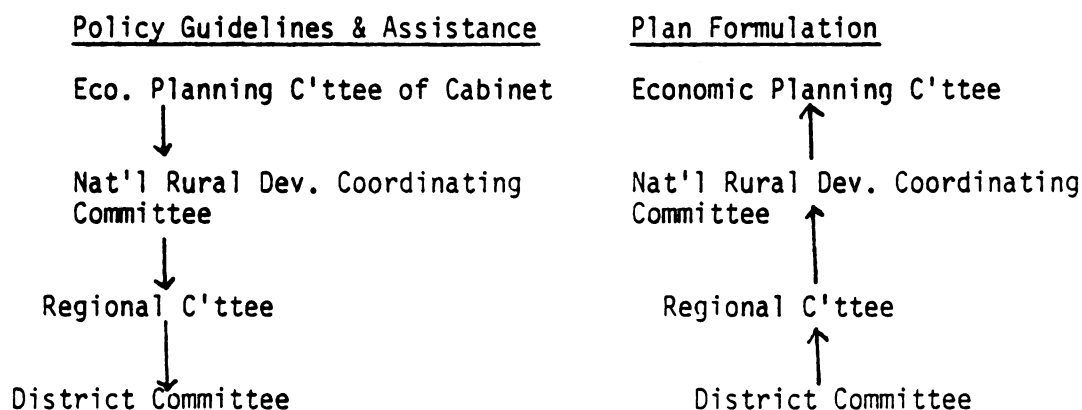 Policy Guidelines & Assistance
Eco. Planning C'ttee of Cabinet
Nat'l Rural Dev. Coordinating
Committee
Regional C'ttee
District Committee
Plan Formulation
Economic Planning C'ttee
Nat'l Rural Dev. Coordinating
Committee
Regional C'ttee
District Committee